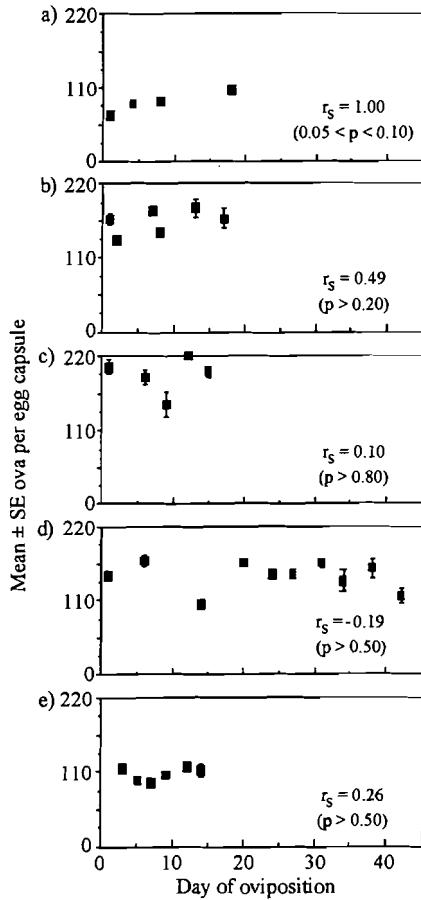 a) 220
110
0
r_s = 1.00
(0.05 < p < 0.10)
b) 220
110
0
r_s = 0.49
(p > 0.20)
c) 220
110
0
r_s = 0.10
(p > 0.80)
d) 220
110
0
r_s = -0.19
(p > 0.50)
e) 220
110
0
r_s = 0.26
(p > 0.50)
0 10 20 30 40
Day of oviposition
Mean ± SE ova per egg capsule